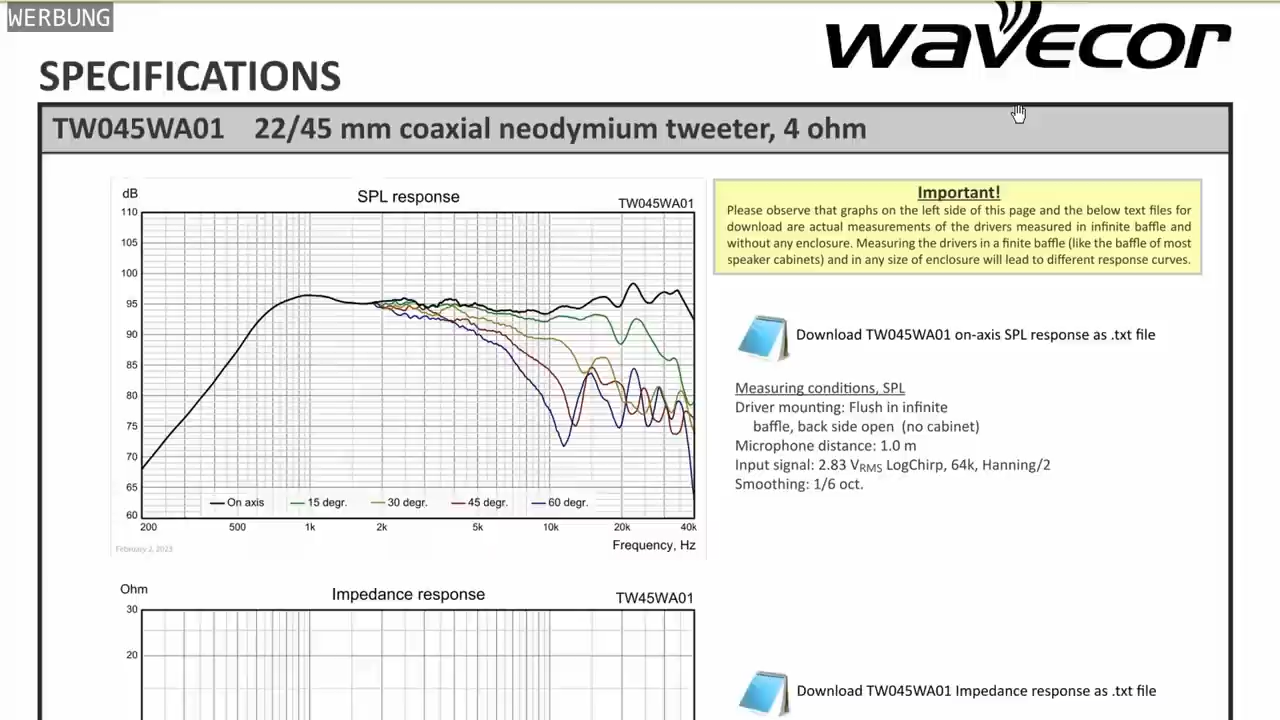 WERBUNG
wavecor
SPECIFICATIONS
TW045WA01 22/45 mm coaxial neodymium tweeter, 4 ohm
dB
SPL response
TW045WA01
110
105
100
95
90
85
80
75
70
65
60
On axis 15 degr. 30 degr. 45 degr. 60 degr.
200 500 1k 2k 5k 10k 20k 40k
Frequency, Hz
February 2, 2023
Important!
Please observe that graphs on the left side of this page and the below text files for
download are actual measurements of the drivers measured in infinite baffle and
without any enclosure. Measuring the drivers in a finite baffle (like the baffle of most
speaker cabinets) and in any size of enclosure will lead to different response curves.
Download TW045WA01 on-axis SPL response as .txt file
Measuring conditions, SPL
Driver mounting: Flush in infinite
baffle, back side open (no cabinet)
Microphone distance: 1.0 m
Input signal: 2.83 VRMS LogChirp, 64k, Hanning/2
Smoothing: 1/6 oct.
Ohm
Impedance response
TW45WA01
30
20
Download TW045WA01 Impedance response as .txt file